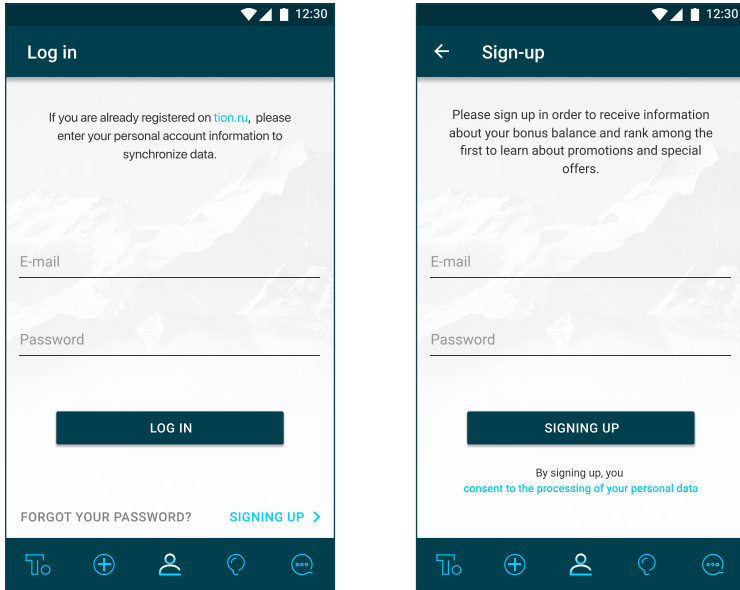 12:30
Log in
If you are already registered on tion.ru, please
enter your personal account information to
synchronize data.
E-mail
Password
LOG IN
FORGOT YOUR PASSWORD?
SIGNING UP
12:30
Sign-up
Please sign up in order to receive information
about your bonus balance and rank among the
first to learn about promotions and special
offers.
E-mail
Password
SIGNING UP
By signing up, you
consent to the processing of your personal data